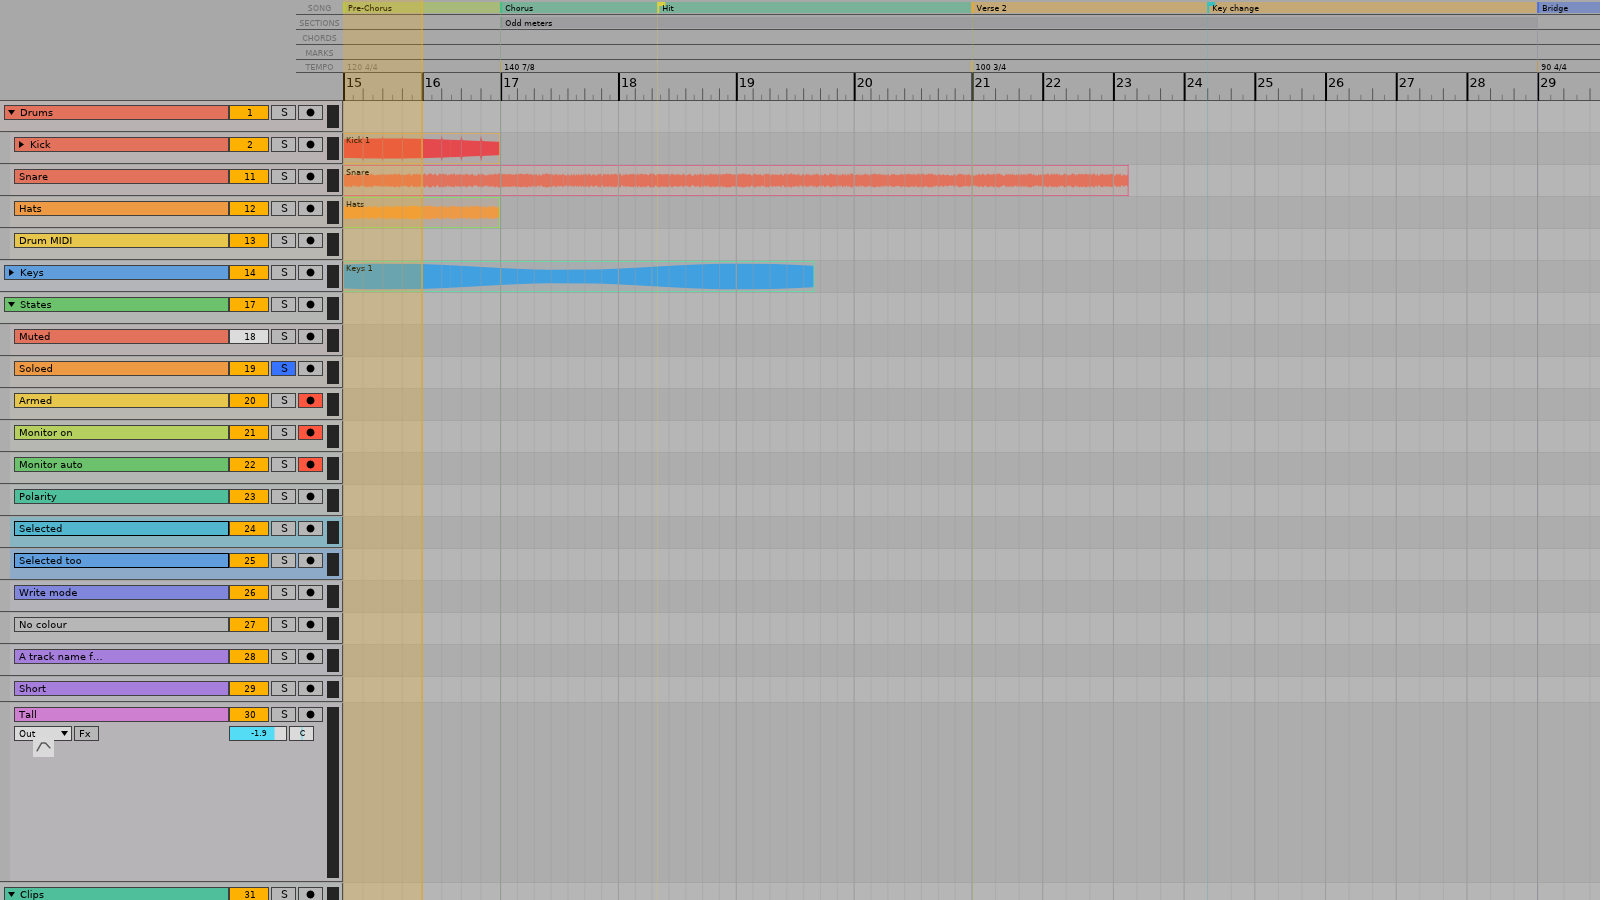 SONG Pre-Chorus Chorus Hit Verse 2 Key change Bridge
SECTIONS Odd meters
CHORDS
MARKS
TEMPO 120 4/4 140 7/8 100 3/4 90 4/4
15 16 17 18 19 20 21 22 23 24 25 26 27 28 29
Drums 1 S
Kick 2 S Kick 1
Snare 11 S Snare
Hats 12 S Hats
Drum MIDI 13 S
Keys 14 S Keys 1
States 17 S
Muted 18 S
Soloed 19 S
Armed 20 S
Monitor on 21 S
Monitor auto 22 S
Polarity 23 S
Selected 24 S
Selected too 25 S
Write mode 26 S
No colour 27 S
A track name f... 28 S
Short 29 S
Tall 30 S
Out Fx -1.9 C
Clips 31 S